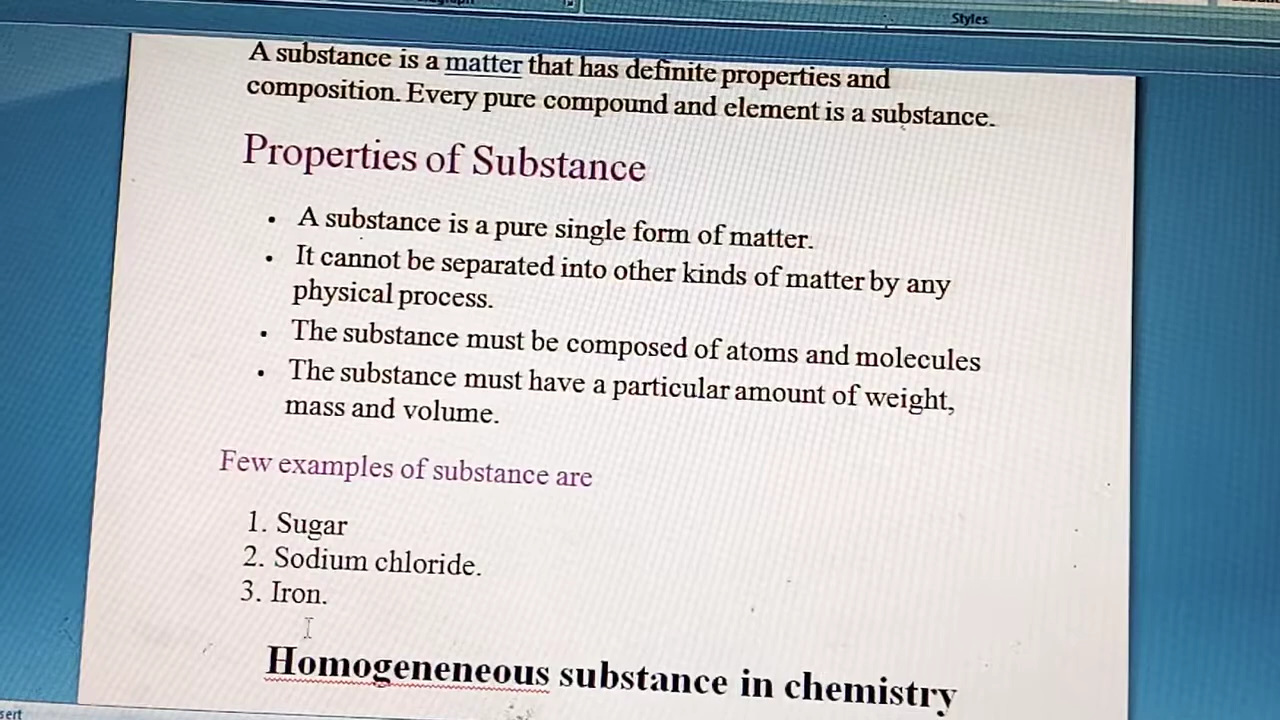 Styles
A substance is a matter that has definite properties and
composition. Every pure compound and element is a substance.
Properties of Substance
• A substance is a pure single form of matter.
• It cannot be separated into other kinds of matter by any
physical process.
• The substance must be composed of atoms and molecules
• The substance must have a particular amount of weight,
mass and volume.
Few examples of substance are
1. Sugar
2. Sodium chloride.
3. Iron.
Homogeneneous substance in chemistry